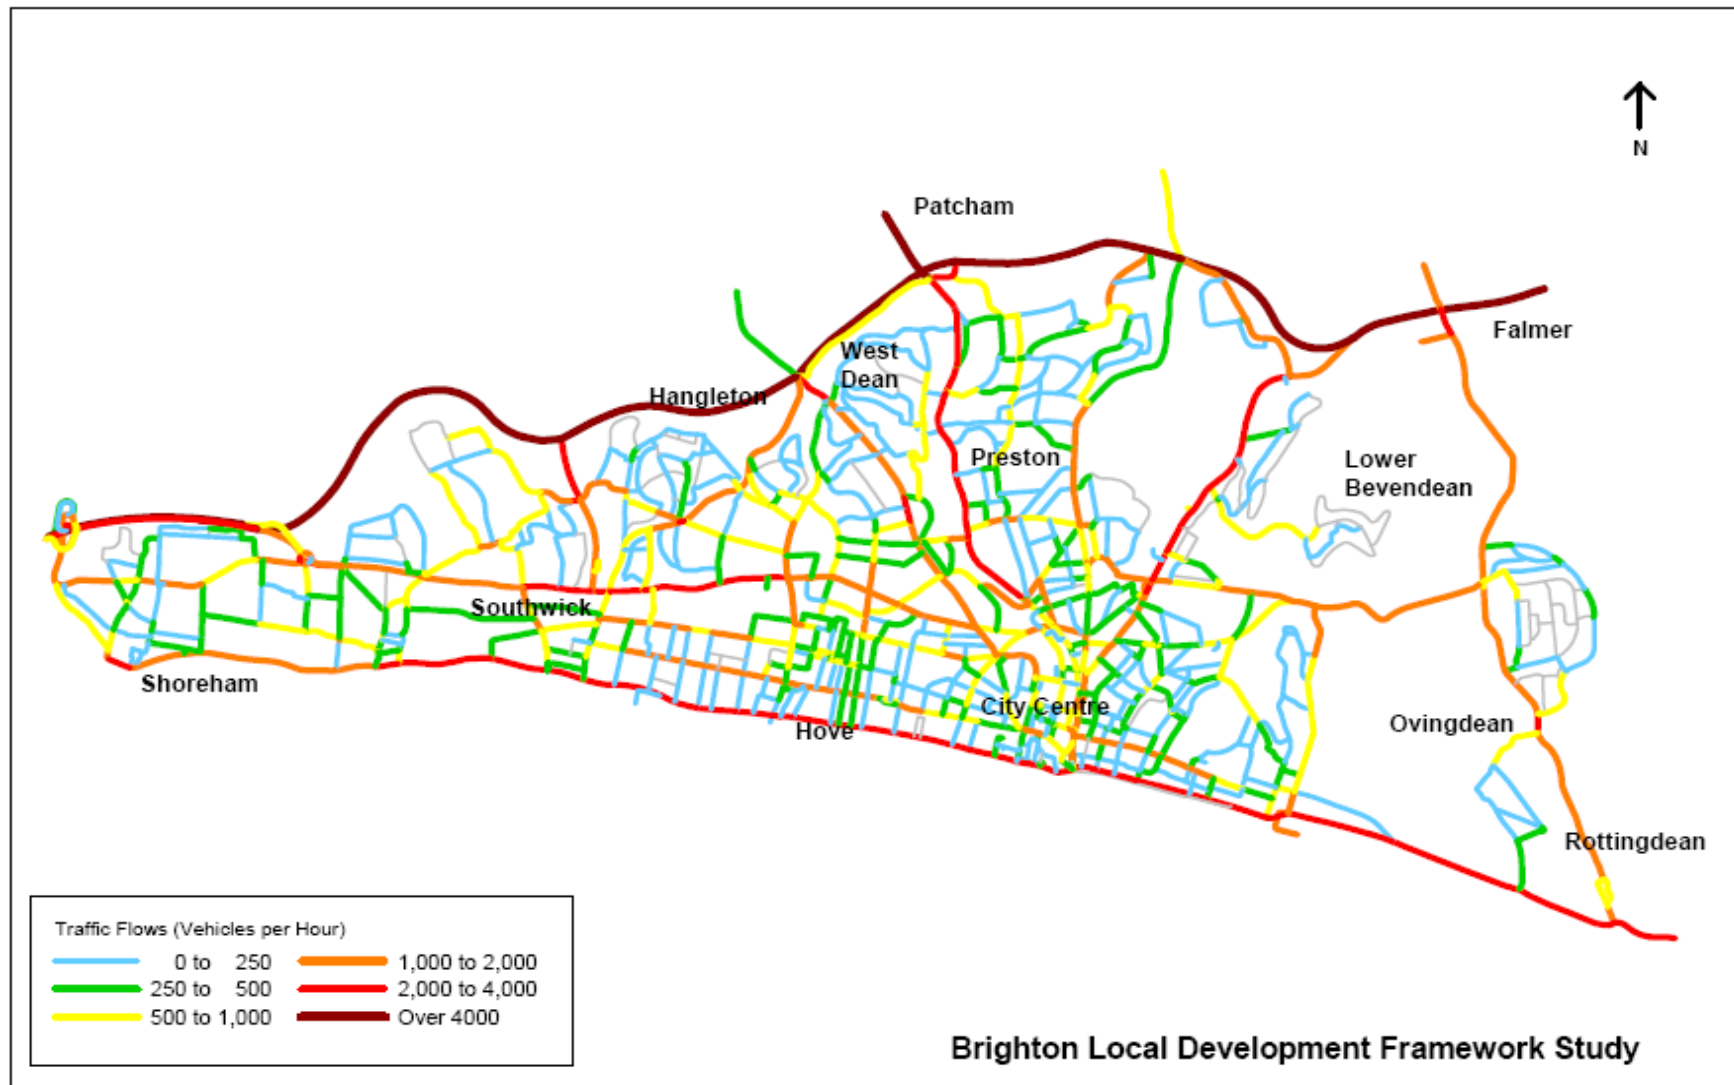 N
Patcham
Falmer
West
Dean
Hangleton
Preston
Lower
Bevendean
Southwick
Shoreham
City Centre
Ovingdean
Hove
Rottingdean
Traffic Flows (Vehicles per Hour)
0 to 250
1,000 to 2,000
250 to 500
2,000 to 4,000
500 to 1,000
Over 4000
Brighton Local Development Framework Study